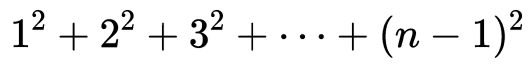 1² + 2² + 3² + ⋯ + (n − 1)²